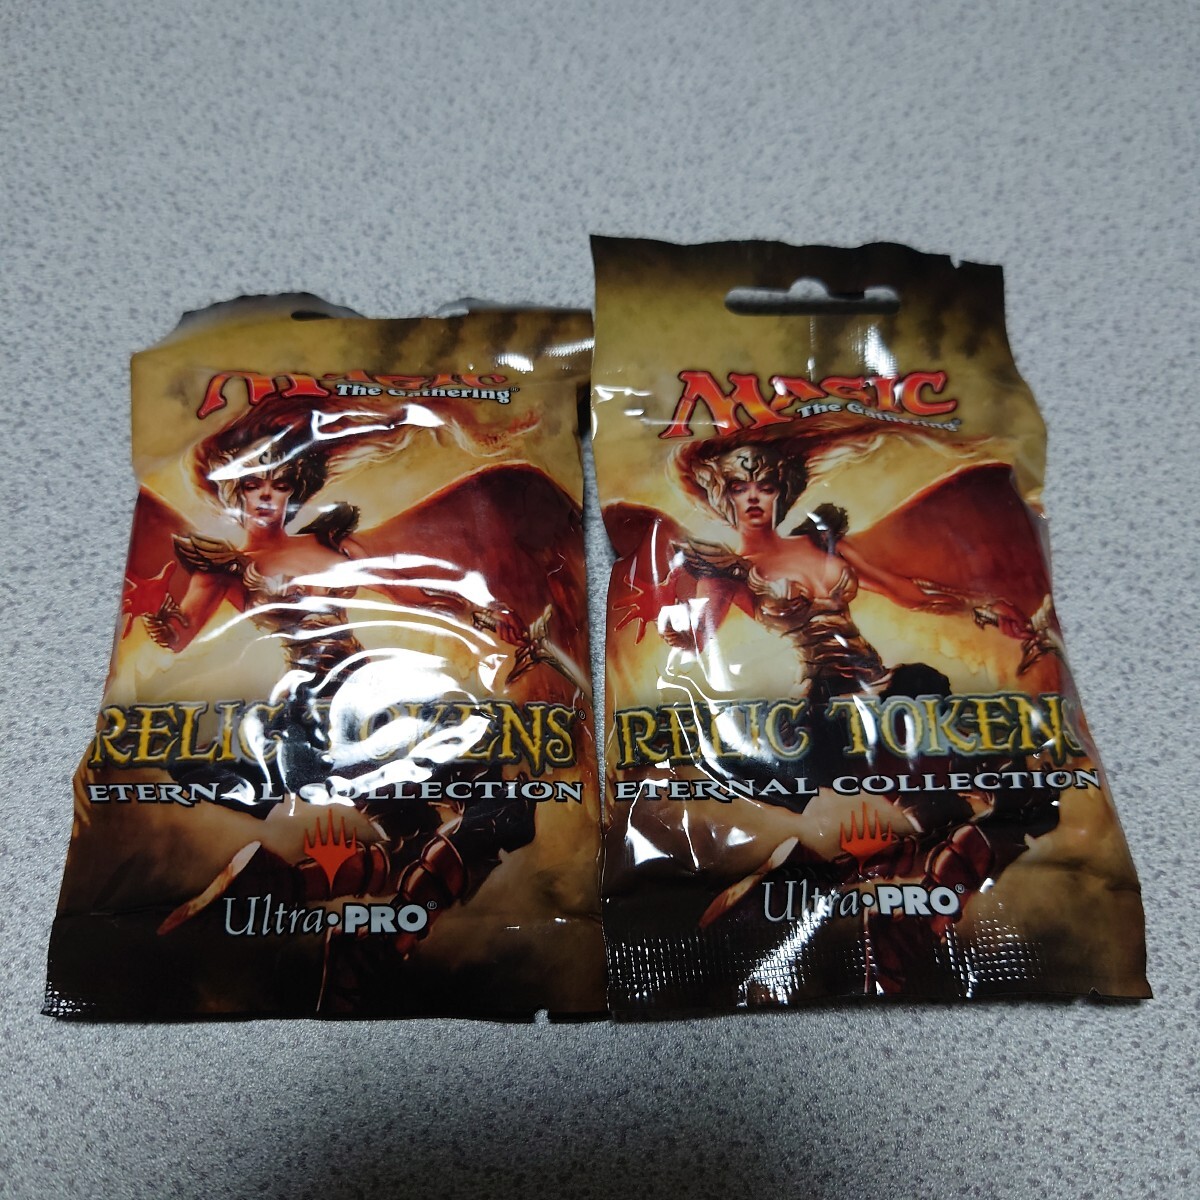 MAGIC
The Gathering®
RELIC TOKENS®
ETERNAL COLLECTION
Ultra•PRO®
MAGIC
The Gathering®
RELIC TOKENS
ETERNAL COLLECTION
Ultra•PRO®